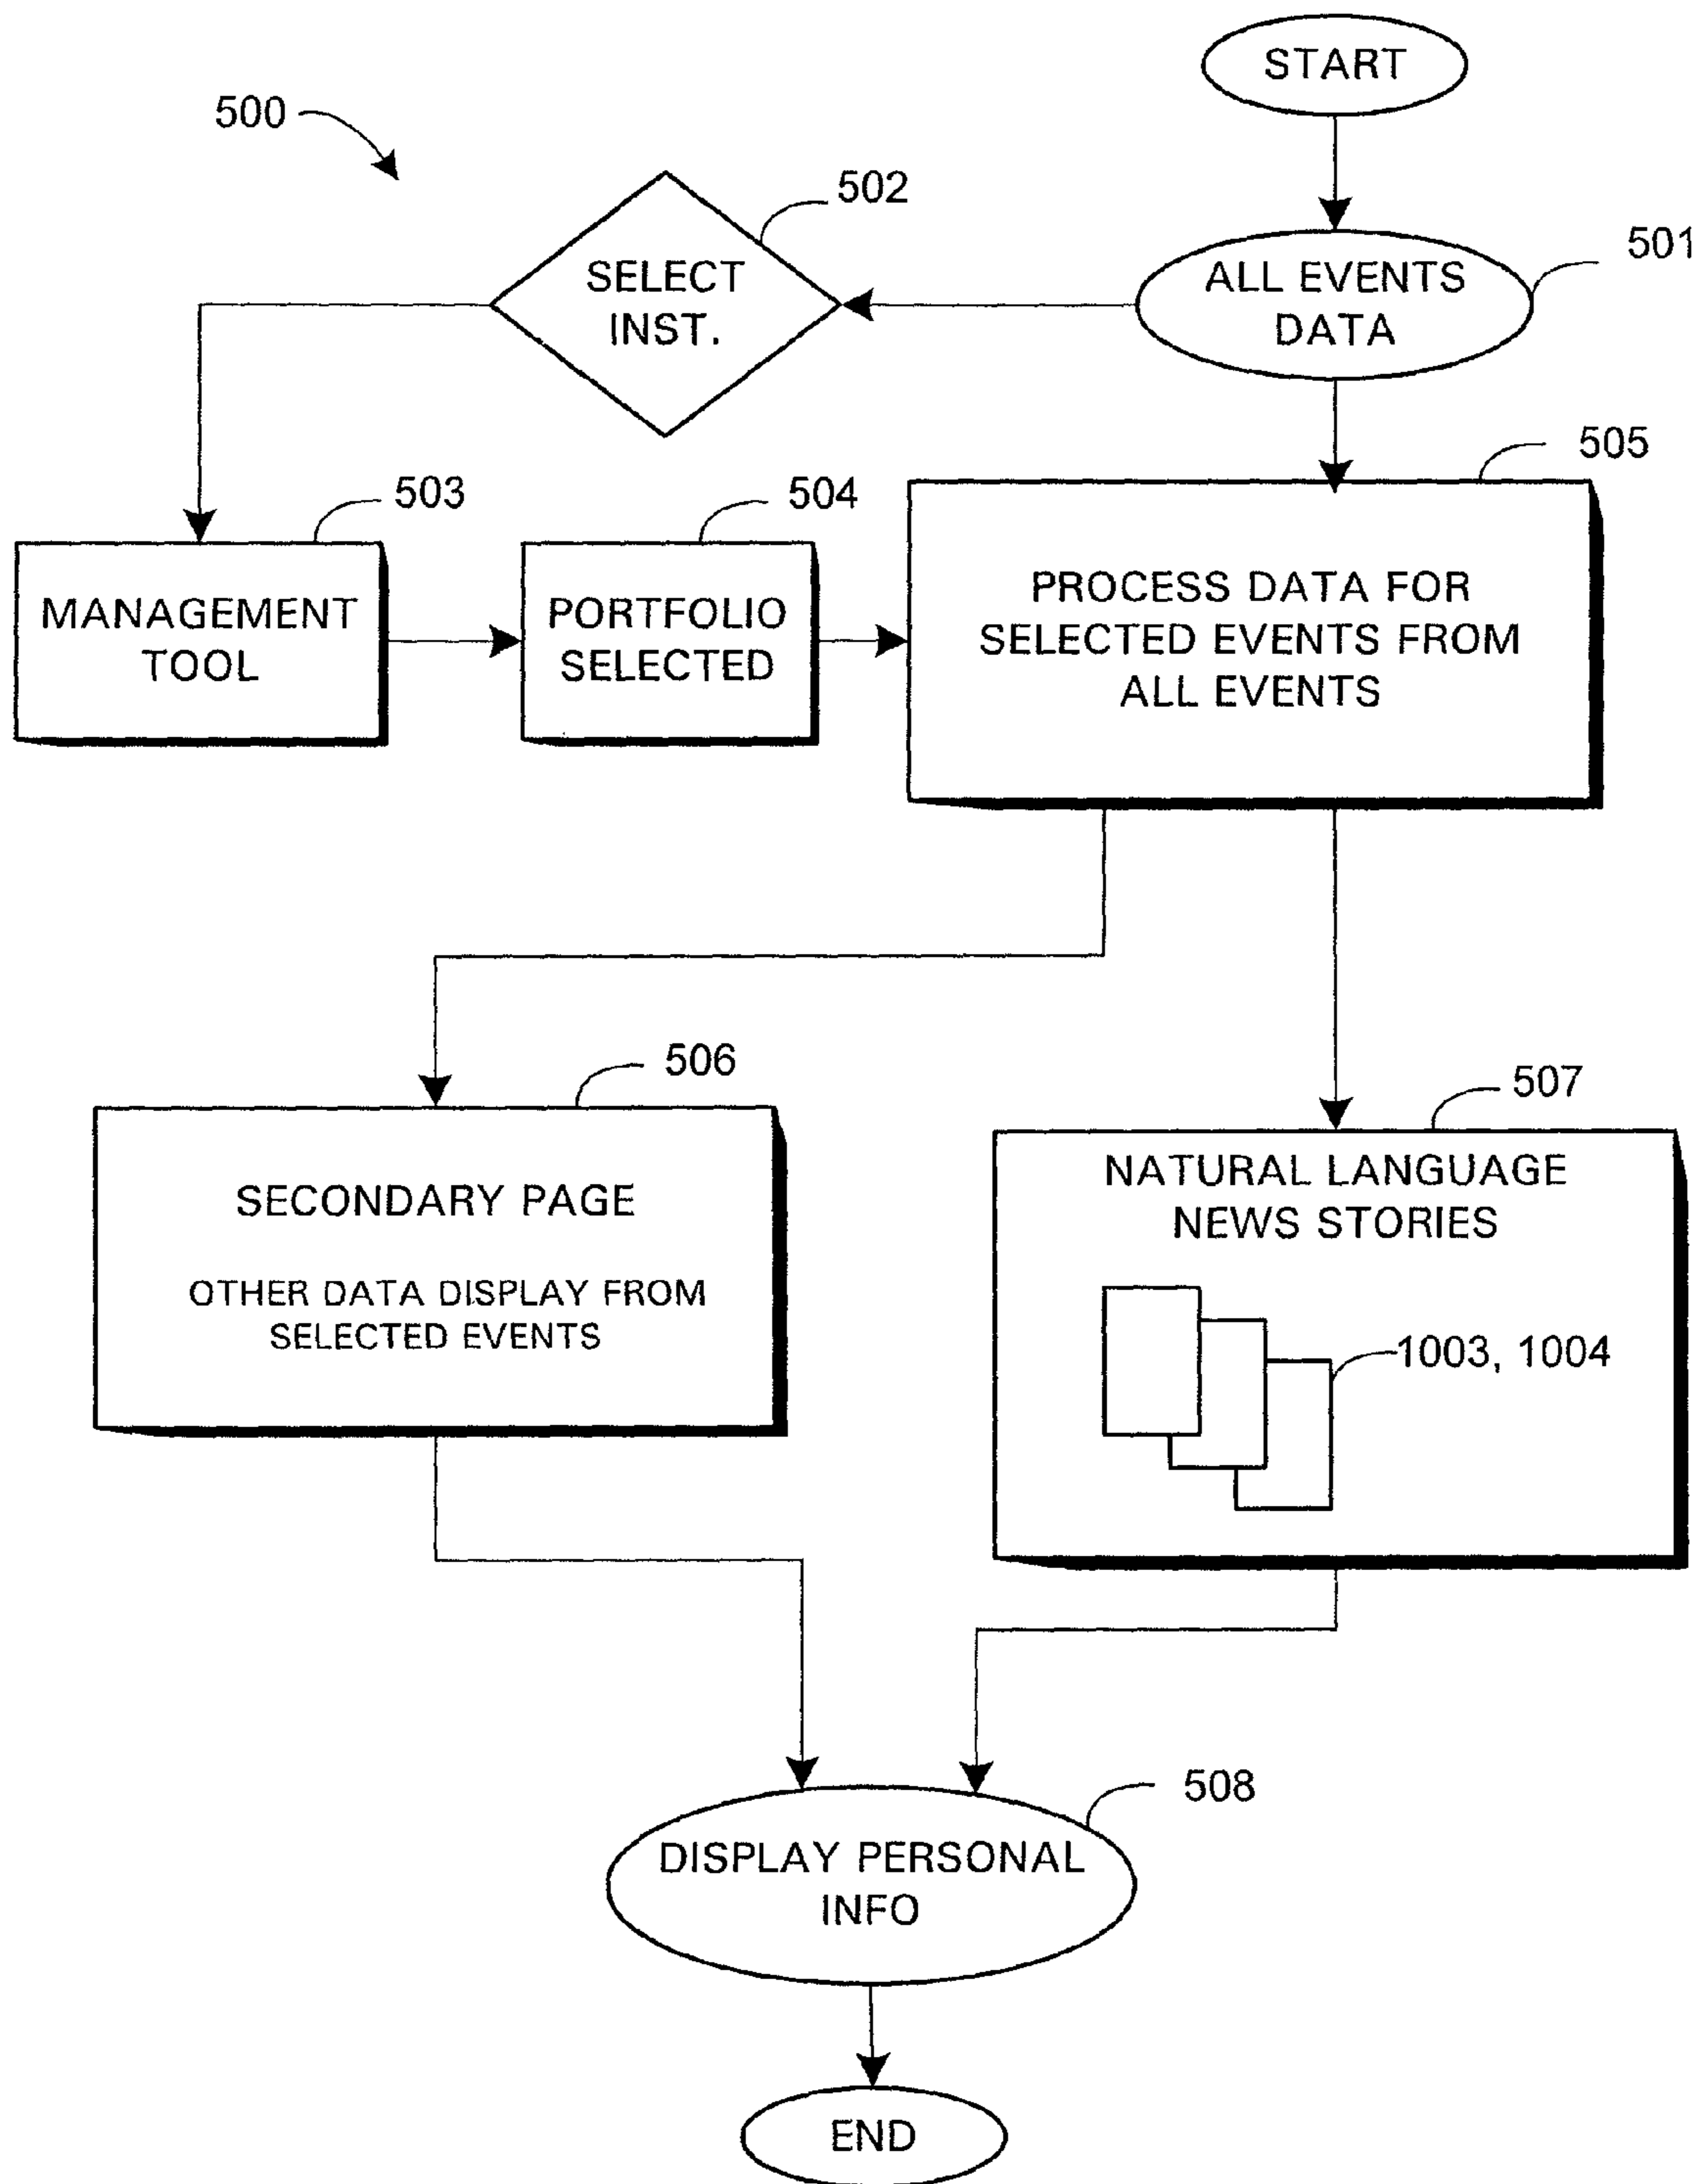 START
500
502
SELECT
INST.
501
ALL EVENTS
DATA
503
MANAGEMENT
TOOL
504
PORTFOLIO
SELECTED
505
PROCESS DATA FOR
SELECTED EVENTS FROM
ALL EVENTS
506
SECONDARY PAGE
OTHER DATA DISPLAY FROM
SELECTED EVENTS
507
NATURAL LANGUAGE
NEWS STORIES
1003, 1004
508
DISPLAY PERSONAL
INFO
END